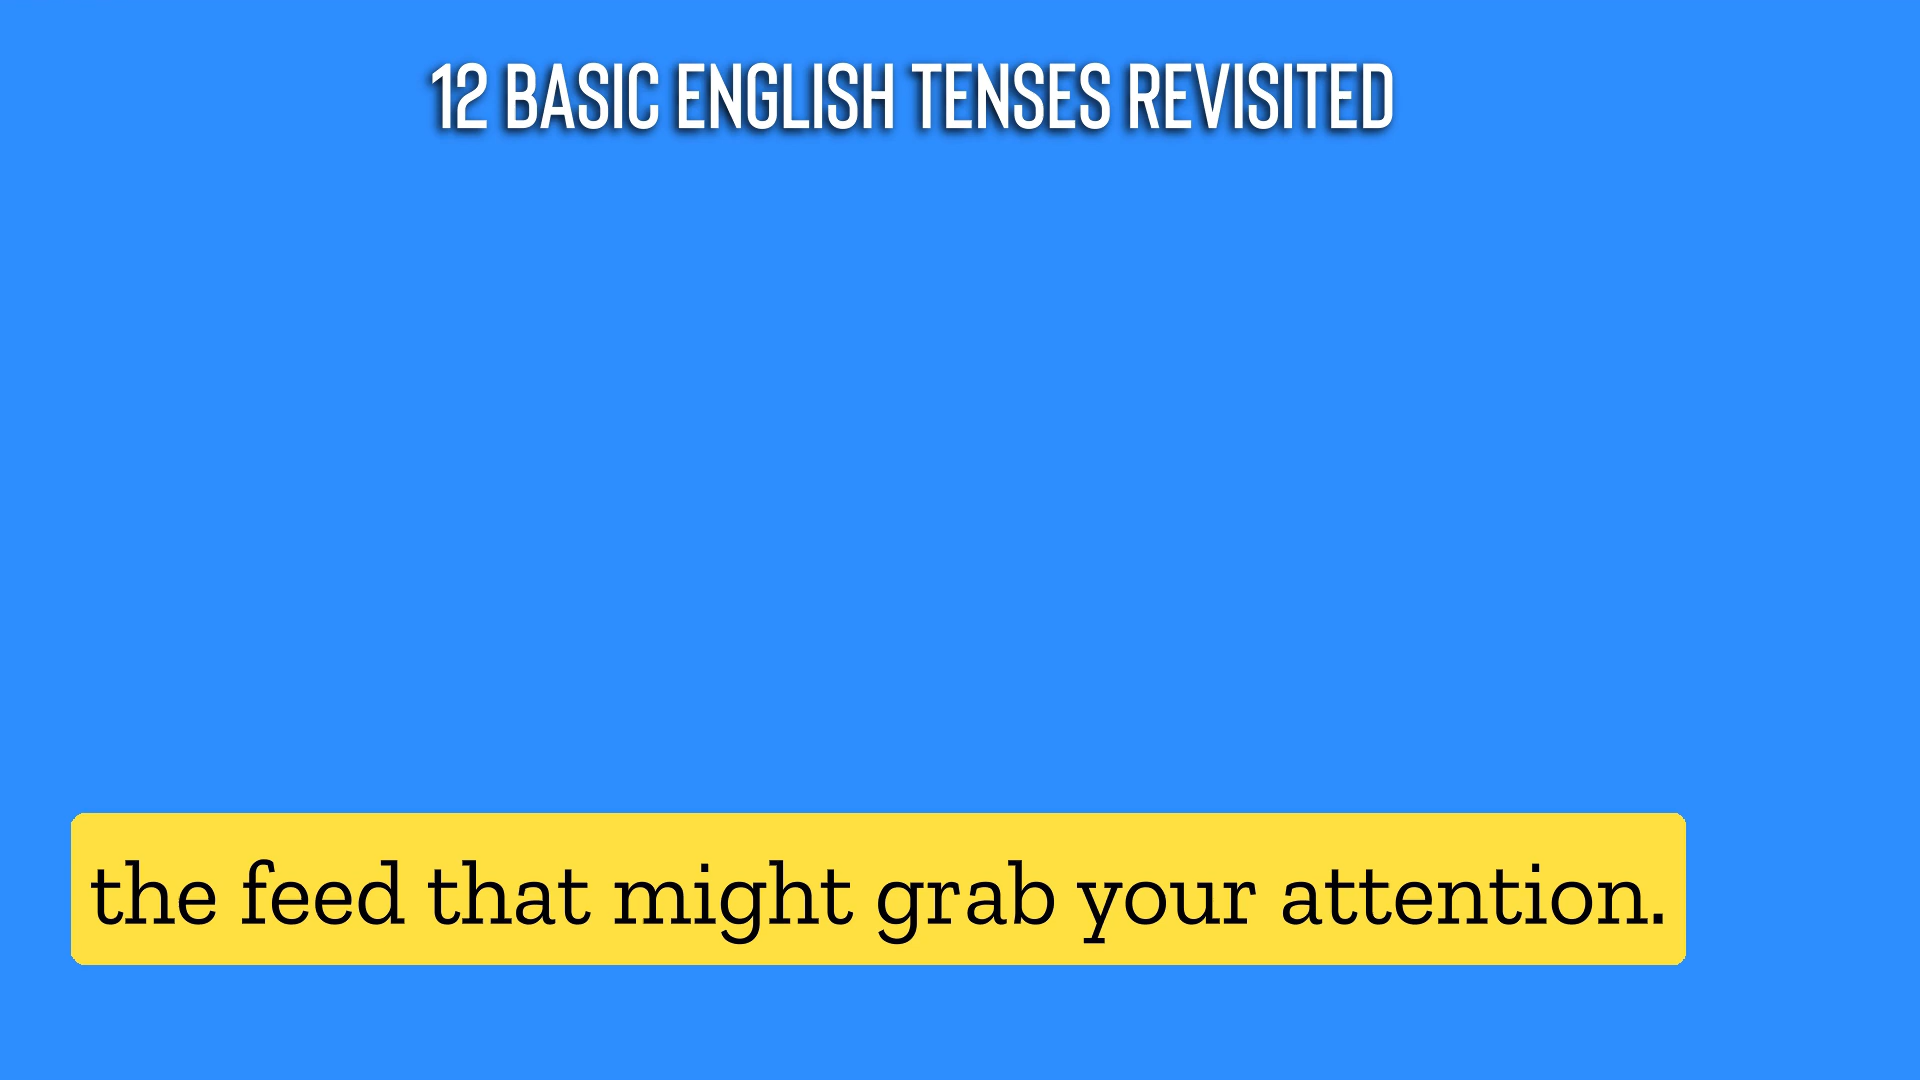 12 BASIC ENGLISH TENSES REVISITED
the feed that might grab your attention.